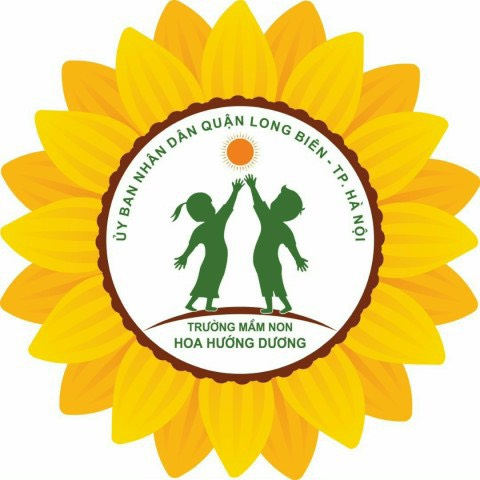 ỦY BAN NHÂN DÂN QUẬN LONG BIÊN - TP. HÀ NỘI
TRƯỜNG MẦM NON
HOA HƯỚNG DƯƠNG